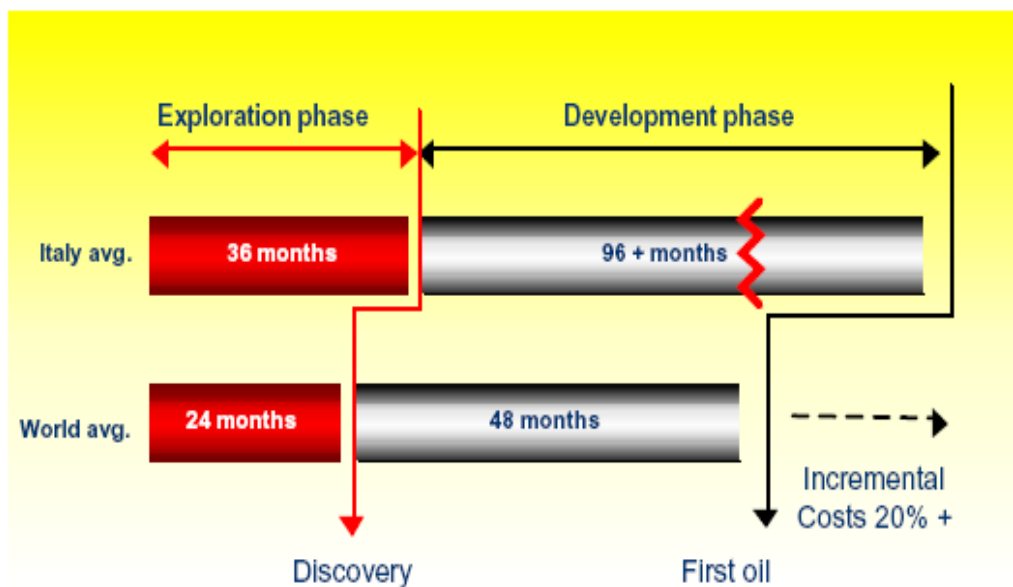 Exploration phase
Development phase
Italy avg.
36 months
96 + months
World avg.
24 months
48 months
Incremental
Costs 20% +
Discovery
First oil